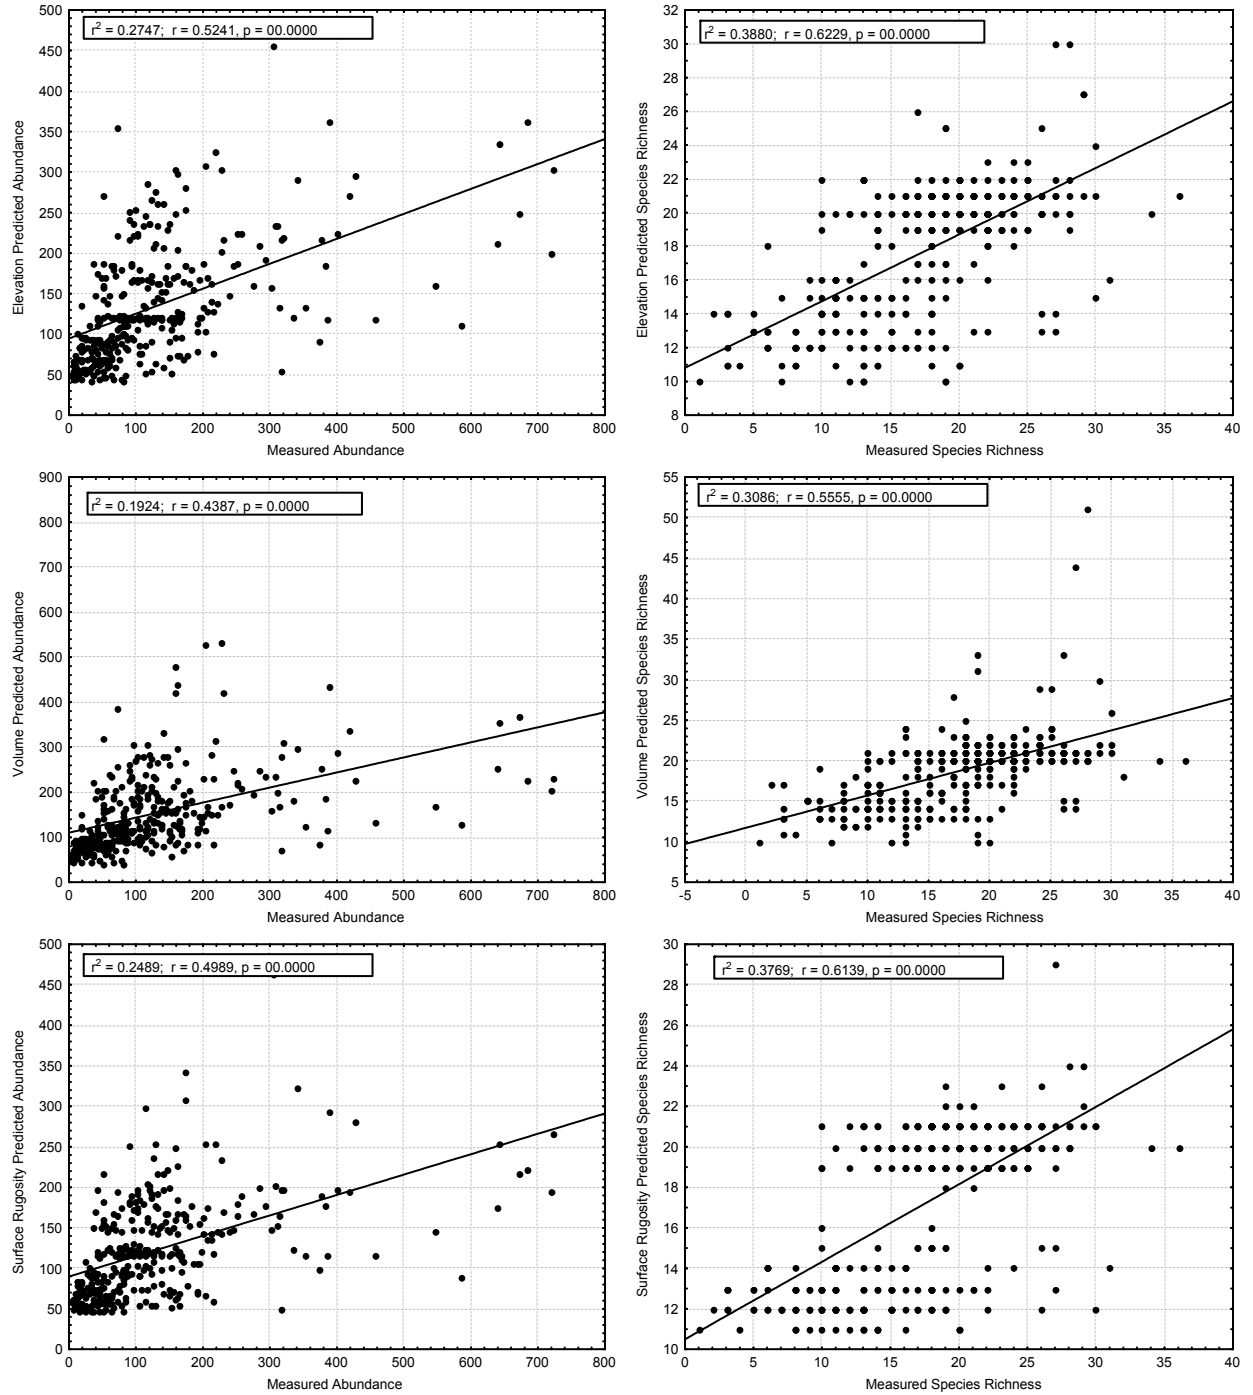 r² = 0.2747; r = 0.5241, p = 00.0000
500
450
400
350
300
250
200
150
100
50
0
Elevation Predicted Abundance
0 100 200 300 400 500 600 700 800
Measured Abundance
r² = 0.3880; r = 0.6229, p = 00.0000
32
30
28
26
24
22
20
18
16
14
12
10
8
Elevation Predicted Species Richness
0 5 10 15 20 25 30 35 40
Measured Species Richness
r² = 0.1924; r = 0.4387, p = 0.0000
900
800
700
600
500
400
300
200
100
0
Volume Predicted Abundance
0 100 200 300 400 500 600 700 800
Measured Abundance
r² = 0.3086; r = 0.5555, p = 00.0000
55
50
45
40
35
30
25
20
15
10
5
Volume Predicted Species Richness
-5 0 5 10 15 20 25 30 35 40
Measured Species Richness
r² = 0.2489; r = 0.4989, p = 00.0000
500
450
400
350
300
250
200
150
100
50
0
Surface Rugosity Predicted Abundance
0 100 200 300 400 500 600 700 800
Measured Abundance
r² = 0.3769; r = 0.6139, p = 00.0000
30
28
26
24
22
20
18
16
14
12
10
Surface Rugosity Predicted Species Richness
0 5 10 15 20 25 30 35 40
Measured Species Richness